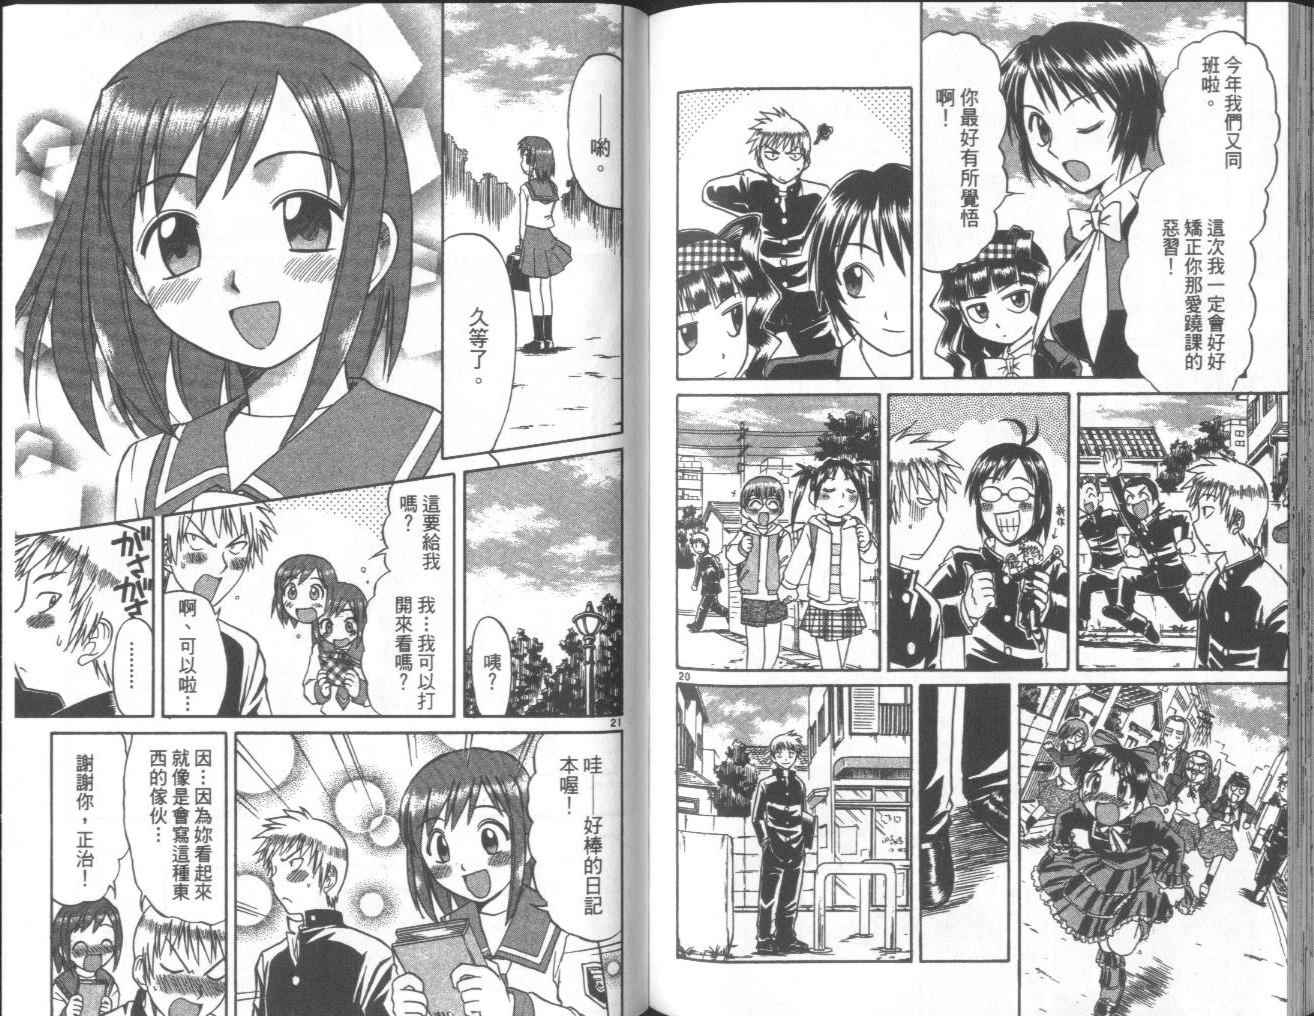 今年我們又同
班啦。
這次我一定會好好
矯正你那愛蹺課的
惡習！
你最好有所覺悟
啊！
新作
20
——喲。
久等了。
咦？
這要給我
嗎？
我…我可以打
開來看嗎？
啊、可以啦…
がさ
がさ
………
21
哇——好棒的日記
本喔！
因…因為妳看起來
就像是會寫這種東
西的傢伙…
謝謝你，正治！